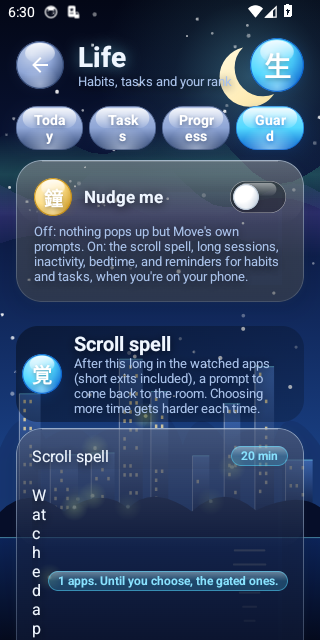 6:30
Life
生
Habits, tasks and your rank
Toda
y
Task
s
Progr
ess
Guar
d
鐘
Nudge me
Off: nothing pops up but Move's own
prompts. On: the scroll spell, long sessions,
inactivity, bedtime, and reminders for habits
and tasks, when you're on your phone.
Scroll spell
覚
After this long in the watched apps
(short exits included), a prompt to
come back to the room. Choosing
more time gets harder each time.
Scroll spell
20 min
W
at
c
h
e
d
a
p
1 apps. Until you choose, the gated ones.